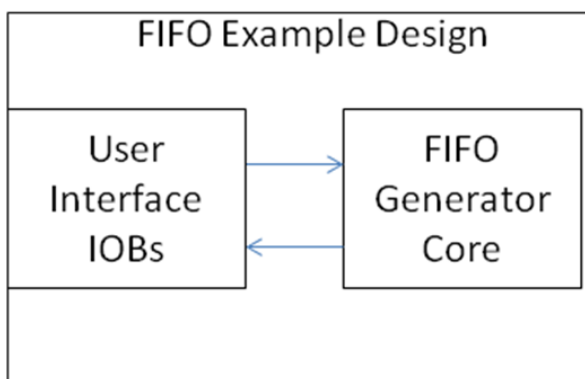 FIFO Example Design
User
Interface
IOBs
FIFO
Generator
Core